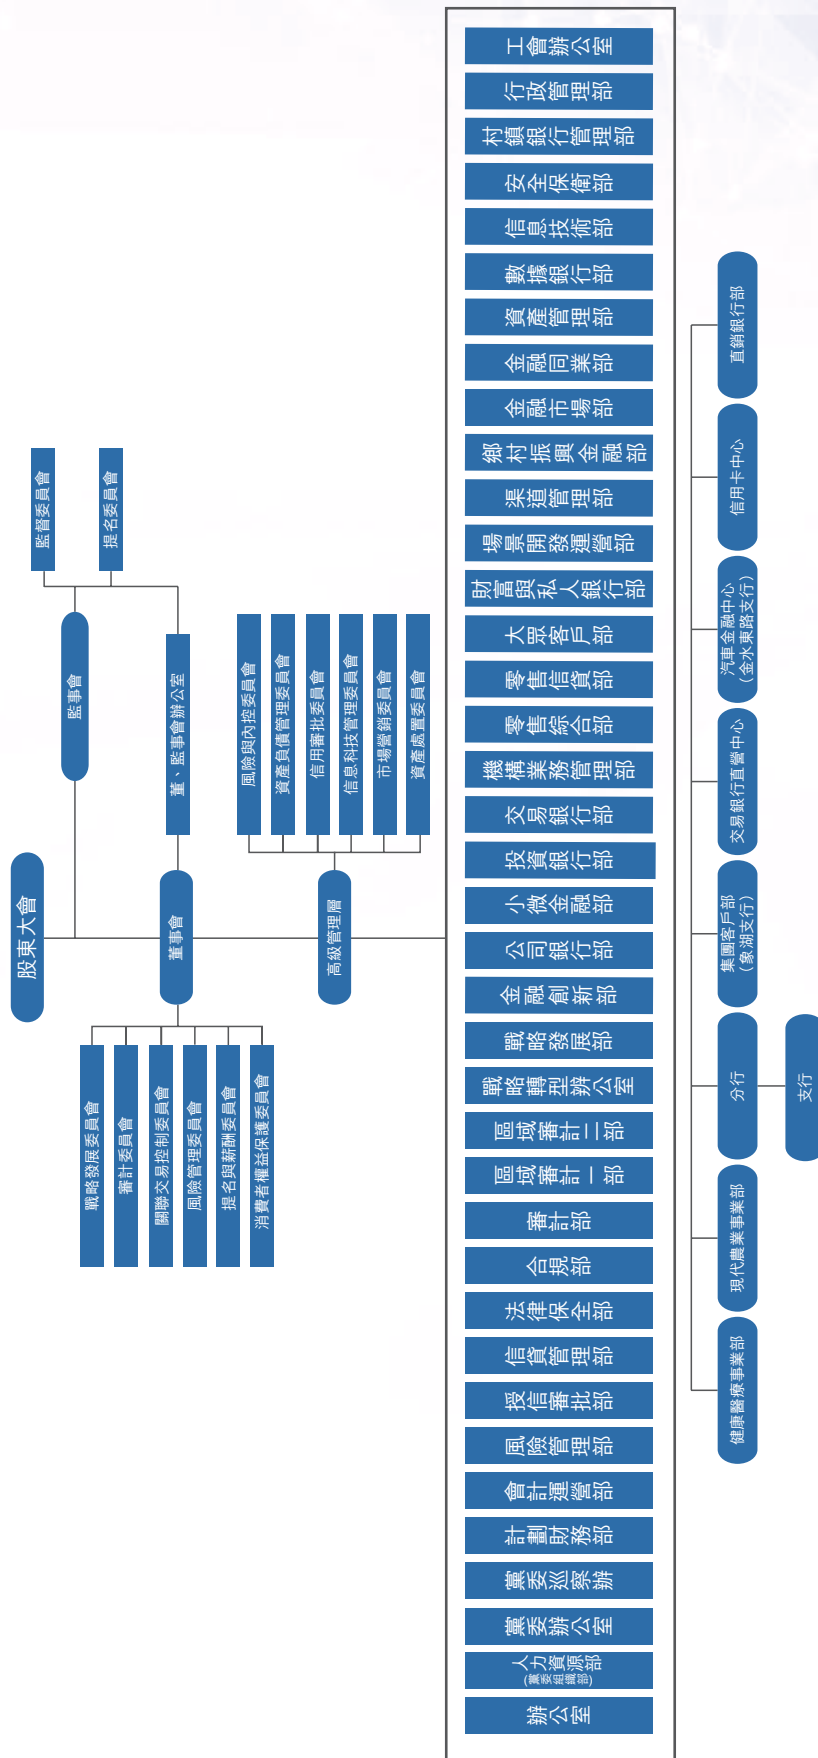 股東大會
監事會
監督委員會
提名委員會
董、監事會辦公室
董事會
戰略發展委員會
審計委員會
關聯交易控制委員會
風險管理委員會
提名與薪酬委員會
消費者權益保護委員會
高級管理層
風險與內控委員會
資產負債管理委員會
信用審批委員會
信息科技管理委員會
市場營銷委員會
資產處置委員會
辦公室
人力資源部
(黨委組織部)
黨委辦公室
黨委巡察辦
計劃財務部
會計運營部
風險管理部
授信審批部
信貸管理部
法律保全部
合規部
審計部
區域審計一部
區域審計二部
戰略轉型辦公室
戰略發展部
金融創新部
公司銀行部
小微金融部
投資銀行部
交易銀行部
機構業務管理部
零售綜合部
零售信貸部
大眾客戶部
財富與私人銀行部
場景開發運營部
渠道管理部
鄉村振興金融部
金融市場部
金融同業部
資產管理部
數據銀行部
信息技術部
安全保衛部
村鎮銀行管理部
行政管理部
工會辦公室
健康醫療事業部
現代農業事業部
分行
支行
集團客戶部
(象湖支行)
交易銀行直營中心
汽車金融中心
(金水東路支行)
信用卡中心
直銷銀行部